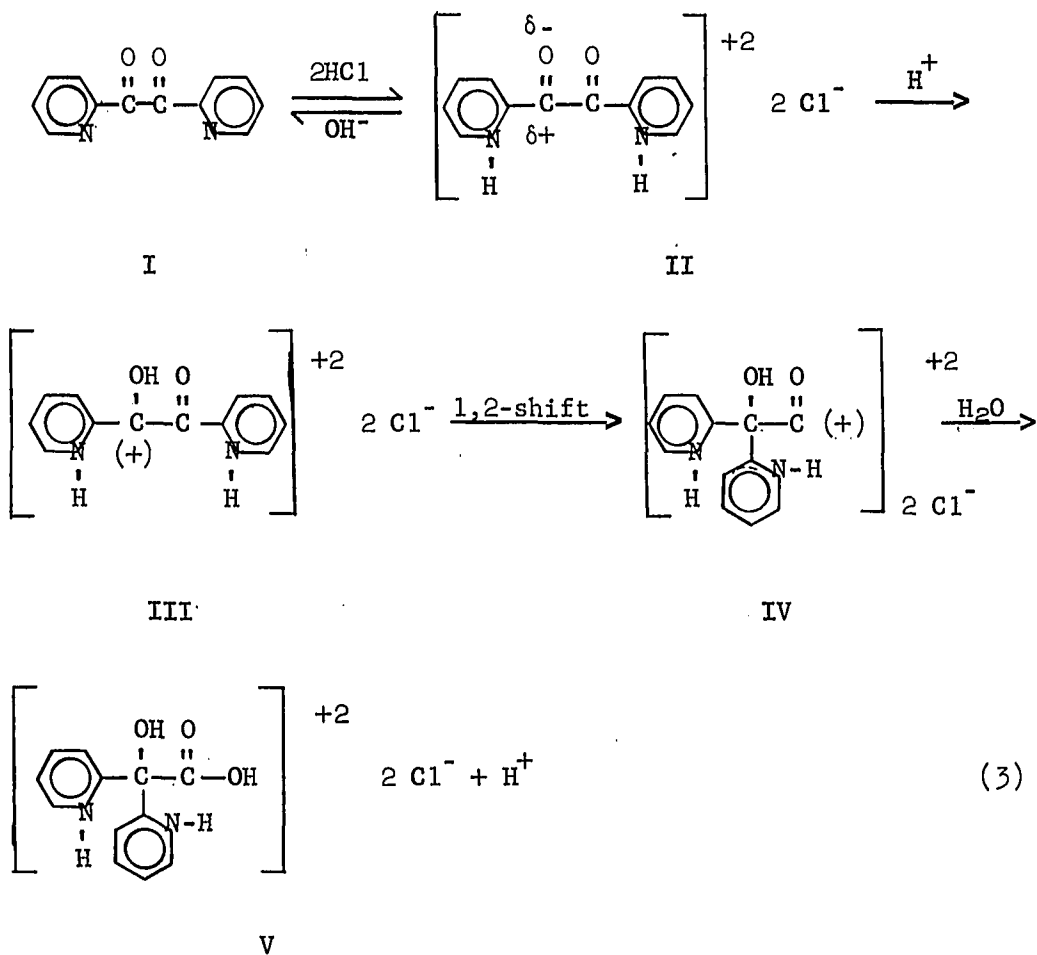 O O
C—C
N N
I
2HCl
OH⁻
δ-
O O
C—C
δ+
N N
H H
+2
2 Cl⁻
H⁺
II
OH O
C—C
(+)
N N
H H
+2
2 Cl⁻
1,2-shift
III
OH O
C—C (+)
N N-H
H
+2
2 Cl⁻
H₂O
IV
OH O
C—C—OH
N N-H
H
+2
2 Cl⁻ + H⁺
(3)
V